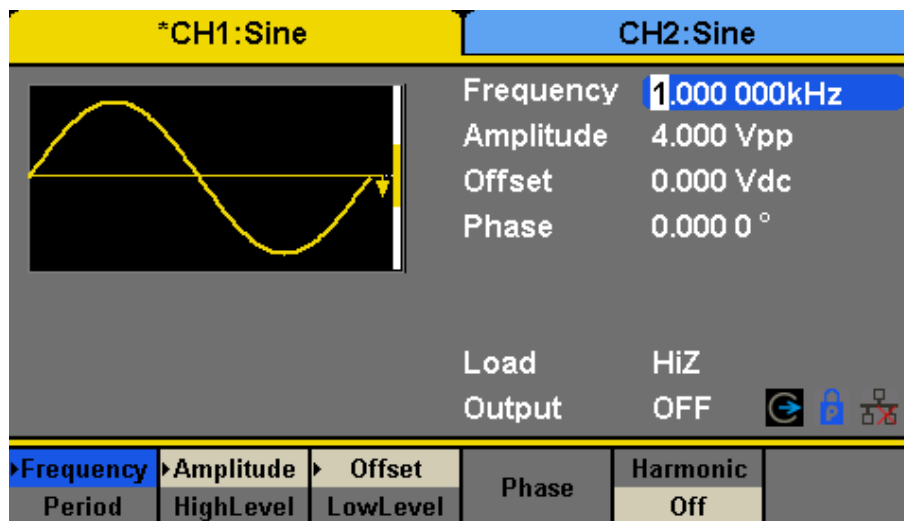 *CH1:Sine CH2:Sine
Frequency 1.000 000kHz
Amplitude 4.000 Vpp
Offset 0.000 Vdc
Phase 0.000 0 °
Load HiZ
Output OFF
P
Frequency Amplitude Offset Phase Harmonic
Period HighLevel LowLevel Off